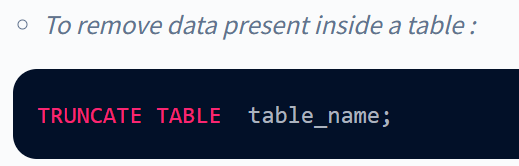 To remove data present inside a table :
TRUNCATE TABLE  table_name;